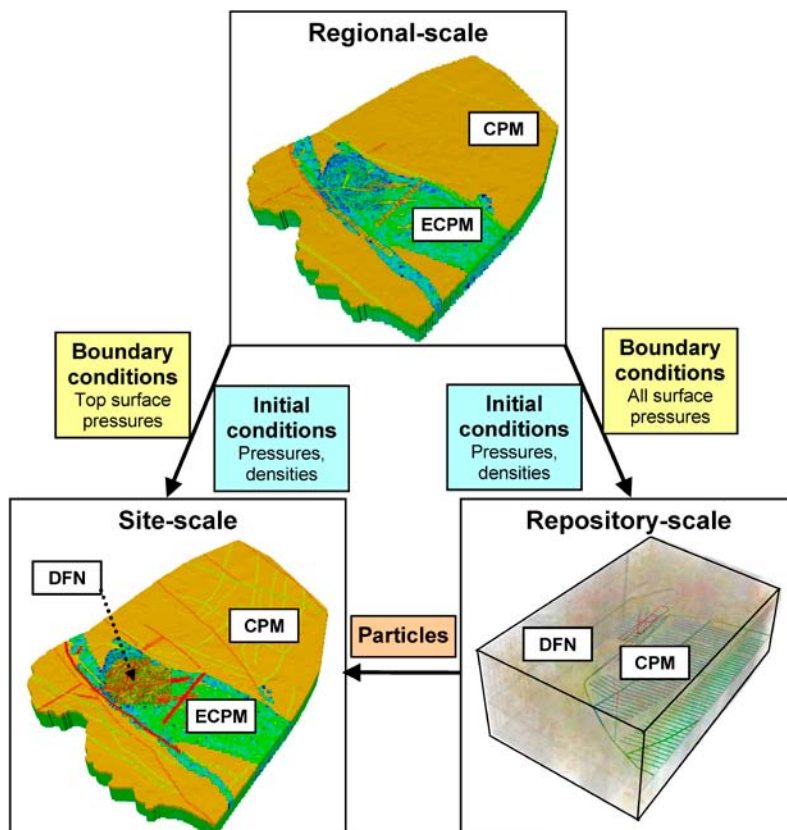 Regional-scale
CPM
ECPM
Boundary
conditions
Top surface
pressures
Initial
conditions
Pressures,
densities
Initial
conditions
Pressures,
densities
Boundary
conditions
All surface
pressures
Site-scale
DFN
CPM
ECPM
Particles
Repository-scale
DFN
CPM